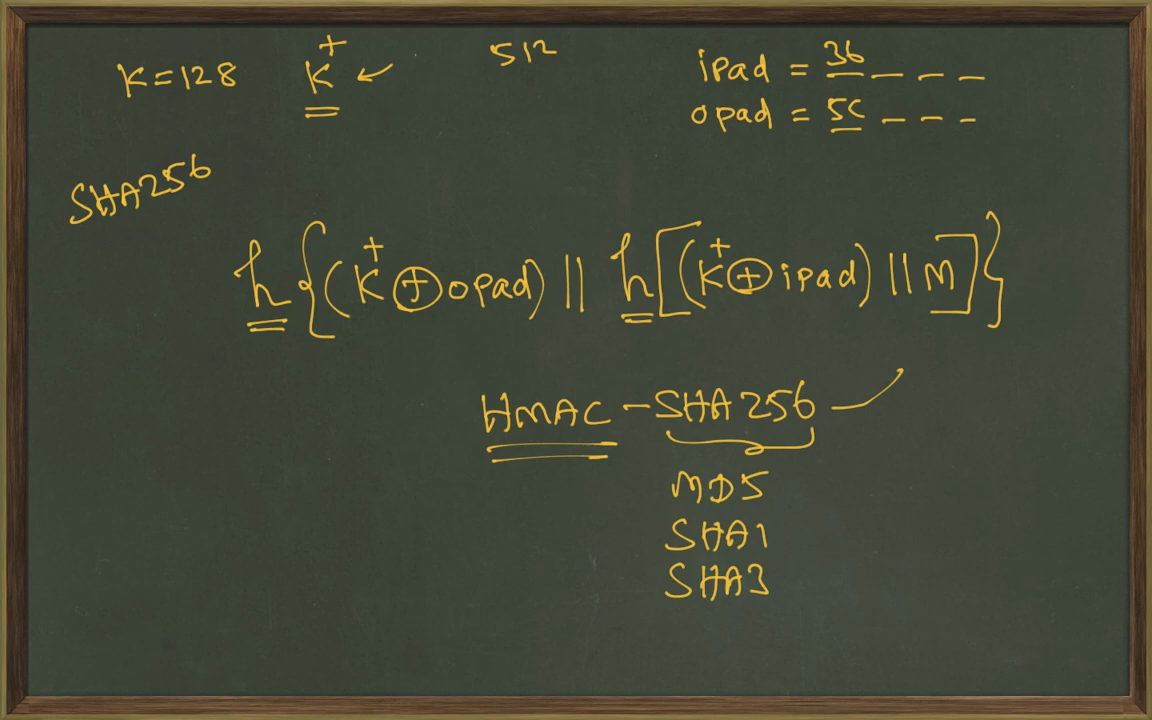 K=128 K⁺ ↙ 512 ipad = 36 _ _ _
opad = 5C _ _ _
SHA256
h{(K⁺⊕opad) || h[(K⁺⊕ipad) || M]}
HMAC - SHA256
MD5
SHA1
SHA3